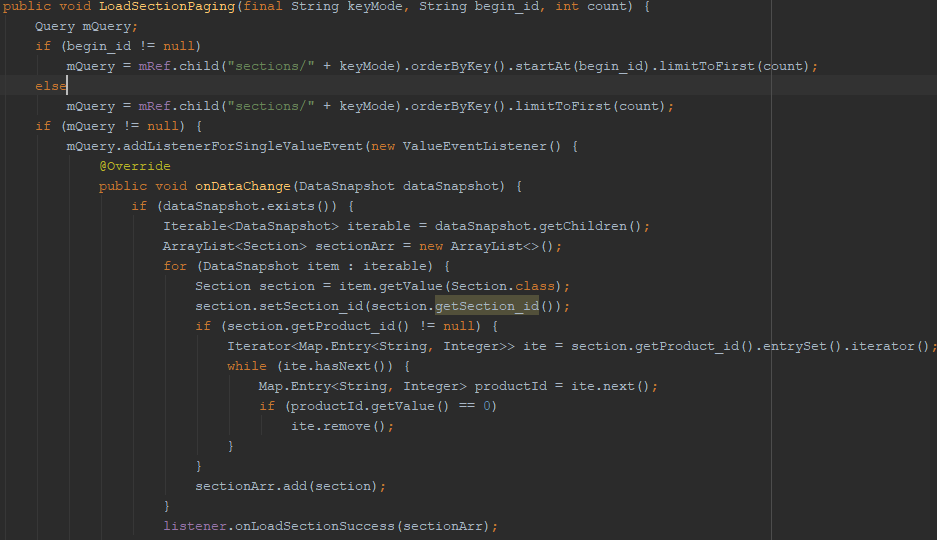 public void LoadSectionPaging(final String keyMode, String begin_id, int count) {
Query mQuery;
if (begin_id != null)
mQuery = mRef.child("sections/" + keyMode).orderByKey().startAt(begin_id).limitToFirst(count);
else
mQuery = mRef.child("sections/" + keyMode).orderByKey().limitToFirst(count);
if (mQuery != null) {
mQuery.addListenerForSingleValueEvent(new ValueEventListener() {
@Override
public void onDataChange(DataSnapshot dataSnapshot) {
if (dataSnapshot.exists()) {
Iterable<DataSnapshot> iterable = dataSnapshot.getChildren();
ArrayList<Section> sectionArr = new ArrayList<>();
for (DataSnapshot item : iterable) {
Section section = item.getValue(Section.class);
section.setSection_id(section.getSection_id());
if (section.getProduct_id() != null) {
Iterator<Map.Entry<String, Integer>> ite = section.getProduct_id().entrySet().iterator();
while (ite.hasNext()) {
Map.Entry<String, Integer> productId = ite.next();
if (productId.getValue() == 0)
ite.remove();
}
}
sectionArr.add(section);
}
listener.onLoadSectionSuccess(sectionArr);